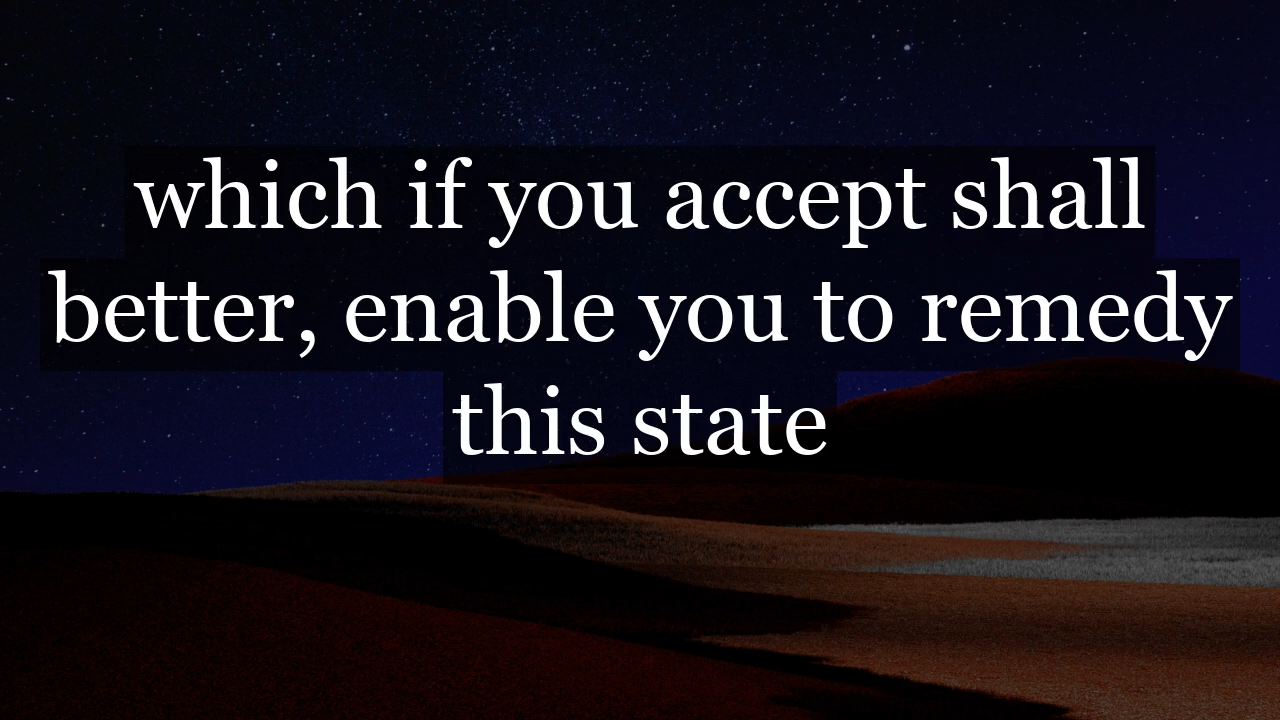 which if you accept shall
better, enable you to remedy
this state